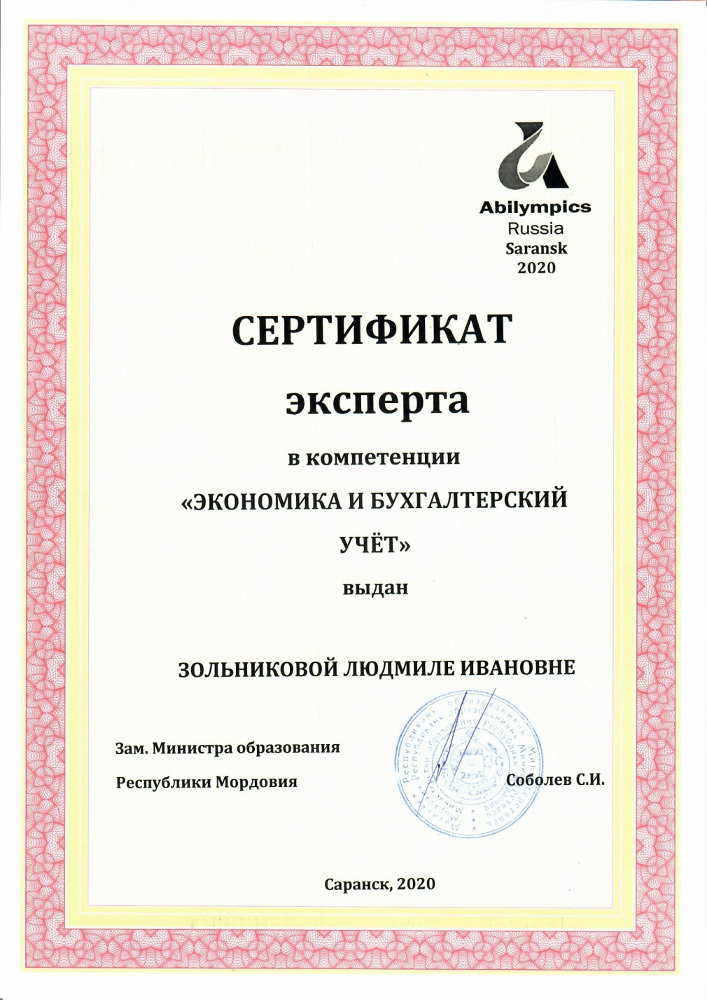 Abilympics
Russia
Saransk
2020
СЕРТИФИКАТ
эксперта
в компетенции
«ЭКОНОМИКА И БУХГАЛТЕРСКИЙ
УЧЁТ»
выдан
ЗОЛЬНИКОВОЙ ЛЮДМИЛЕ ИВАНОВНЕ
Зам. Министра образования
Республики Мордовия
Соболев С.И.
Саранск, 2020